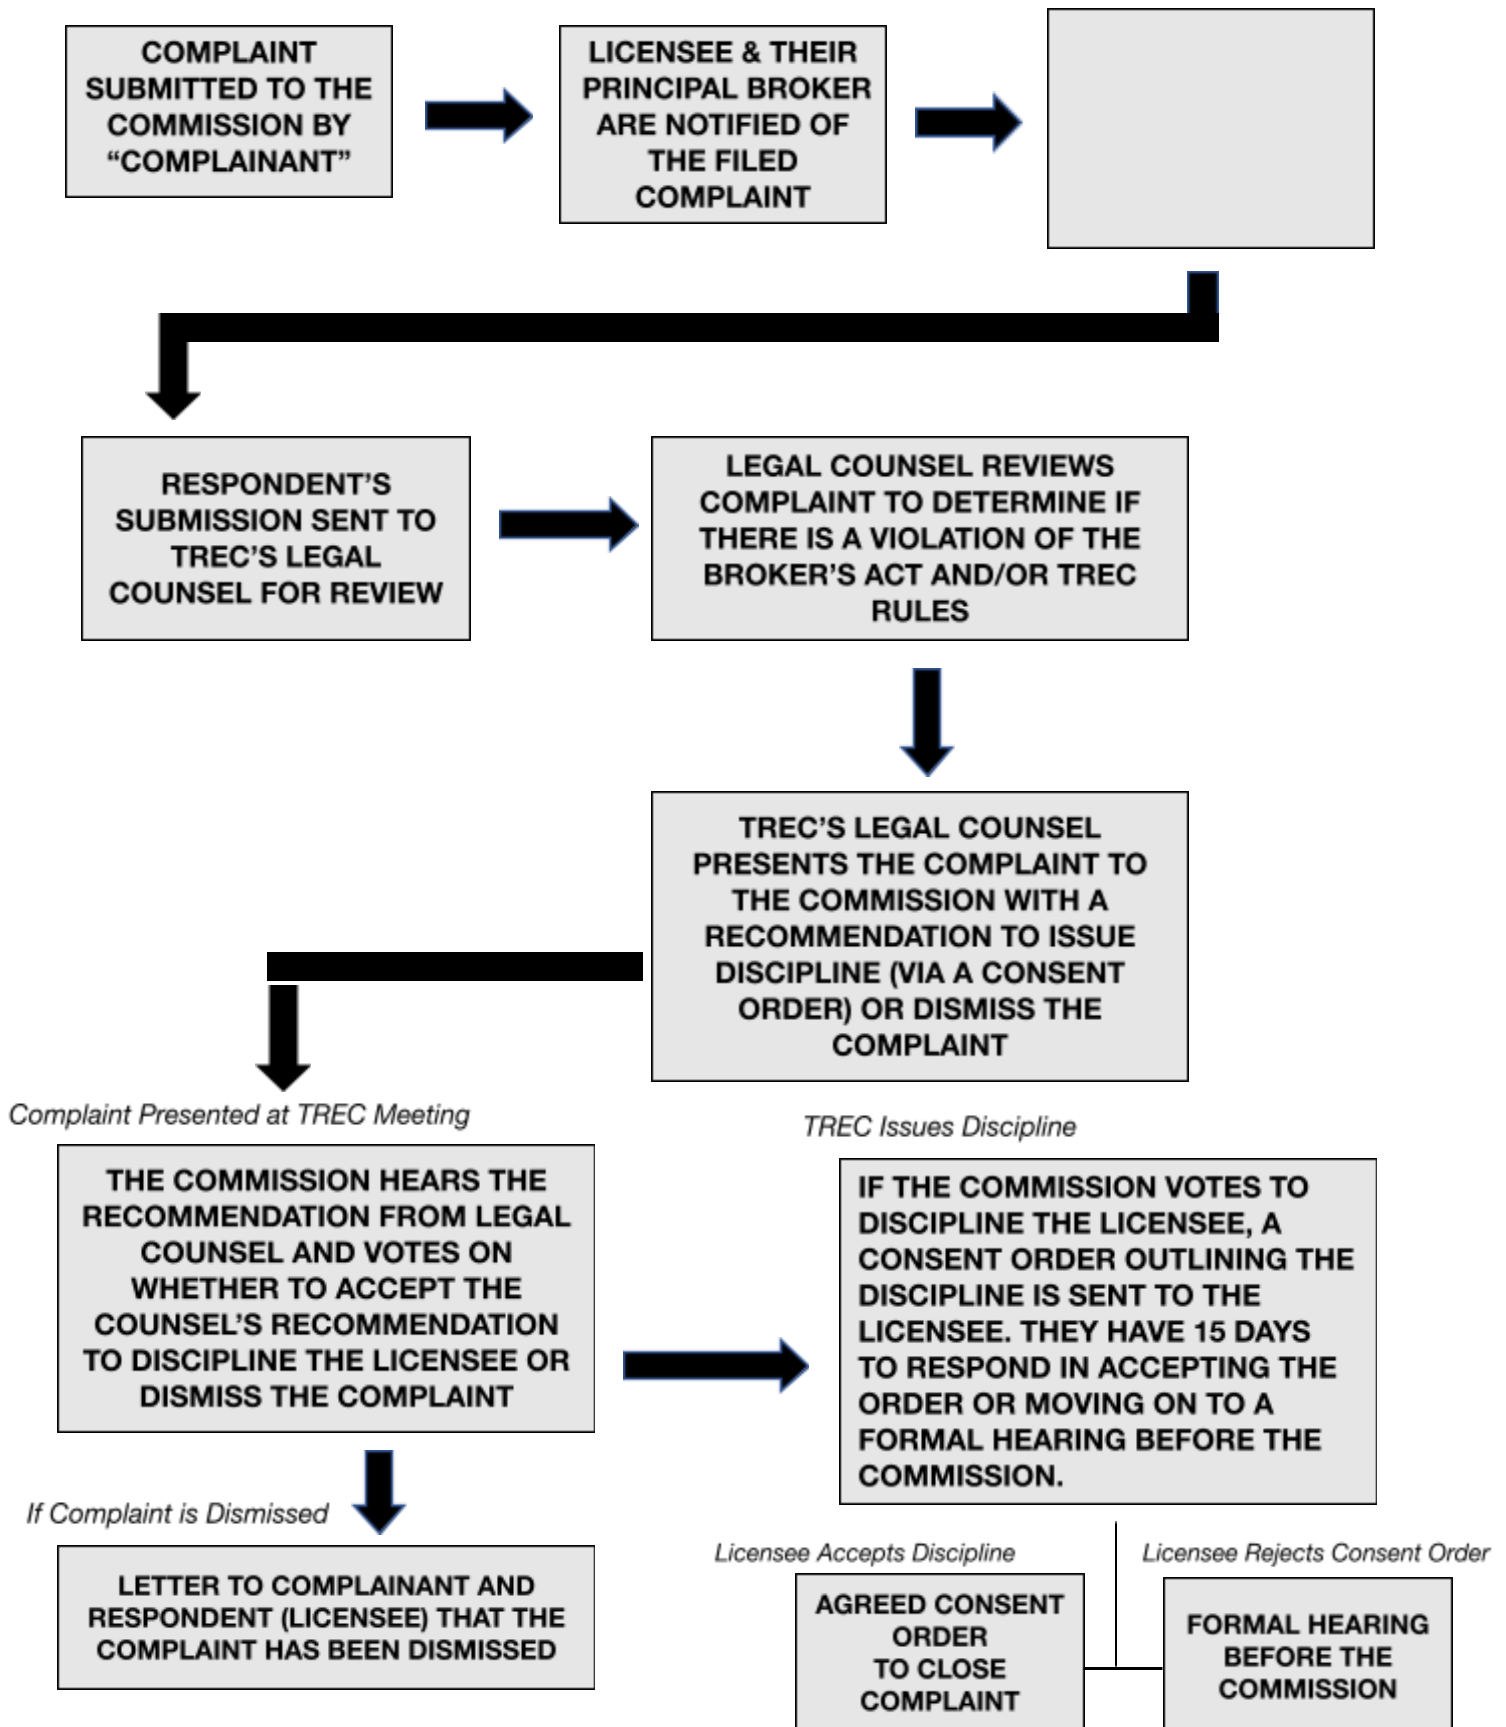 COMPLAINT
SUBMITTED TO THE
COMMISSION BY
“COMPLAINANT”
LICENSEE & THEIR
PRINCIPAL BROKER
ARE NOTIFIED OF
THE FILED
COMPLAINT
RESPONDENT’S
SUBMISSION SENT TO
TREC’S LEGAL
COUNSEL FOR REVIEW
LEGAL COUNSEL REVIEWS
COMPLAINT TO DETERMINE IF
THERE IS A VIOLATION OF THE
BROKER’S ACT AND/OR TREC
RULES
TREC’S LEGAL COUNSEL
PRESENTS THE COMPLAINT TO
THE COMMISSION WITH A
RECOMMENDATION TO ISSUE
DISCIPLINE (VIA A CONSENT
ORDER) OR DISMISS THE
COMPLAINT
Complaint Presented at TREC Meeting
THE COMMISSION HEARS THE
RECOMMENDATION FROM LEGAL
COUNSEL AND VOTES ON
WHETHER TO ACCEPT THE
COUNSEL’S RECOMMENDATION
TO DISCIPLINE THE LICENSEE OR
DISMISS THE COMPLAINT
TREC Issues Discipline
IF THE COMMISSION VOTES TO
DISCIPLINE THE LICENSEE, A
CONSENT ORDER OUTLINING THE
DISCIPLINE IS SENT TO THE
LICENSEE. THEY HAVE 15 DAYS
TO RESPOND IN ACCEPTING THE
ORDER OR MOVING ON TO A
FORMAL HEARING BEFORE THE
COMMISSION.
If Complaint is Dismissed
LETTER TO COMPLAINANT AND
RESPONDENT (LICENSEE) THAT THE
COMPLAINT HAS BEEN DISMISSED
Licensee Accepts Discipline
AGREED CONSENT
ORDER
TO CLOSE
COMPLAINT
Licensee Rejects Consent Order
FORMAL HEARING
BEFORE THE
COMMISSION